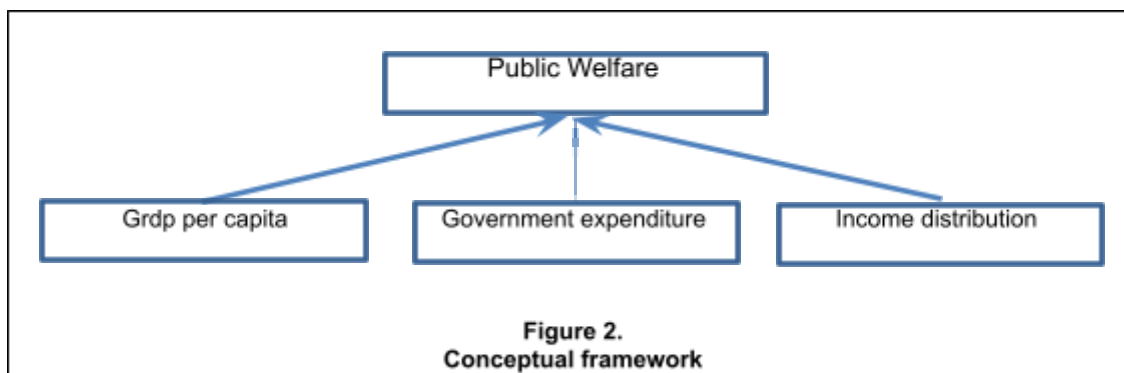 Public Welfare
Grdp per capita
Government expenditure
Income distribution
Figure 2.
Conceptual framework